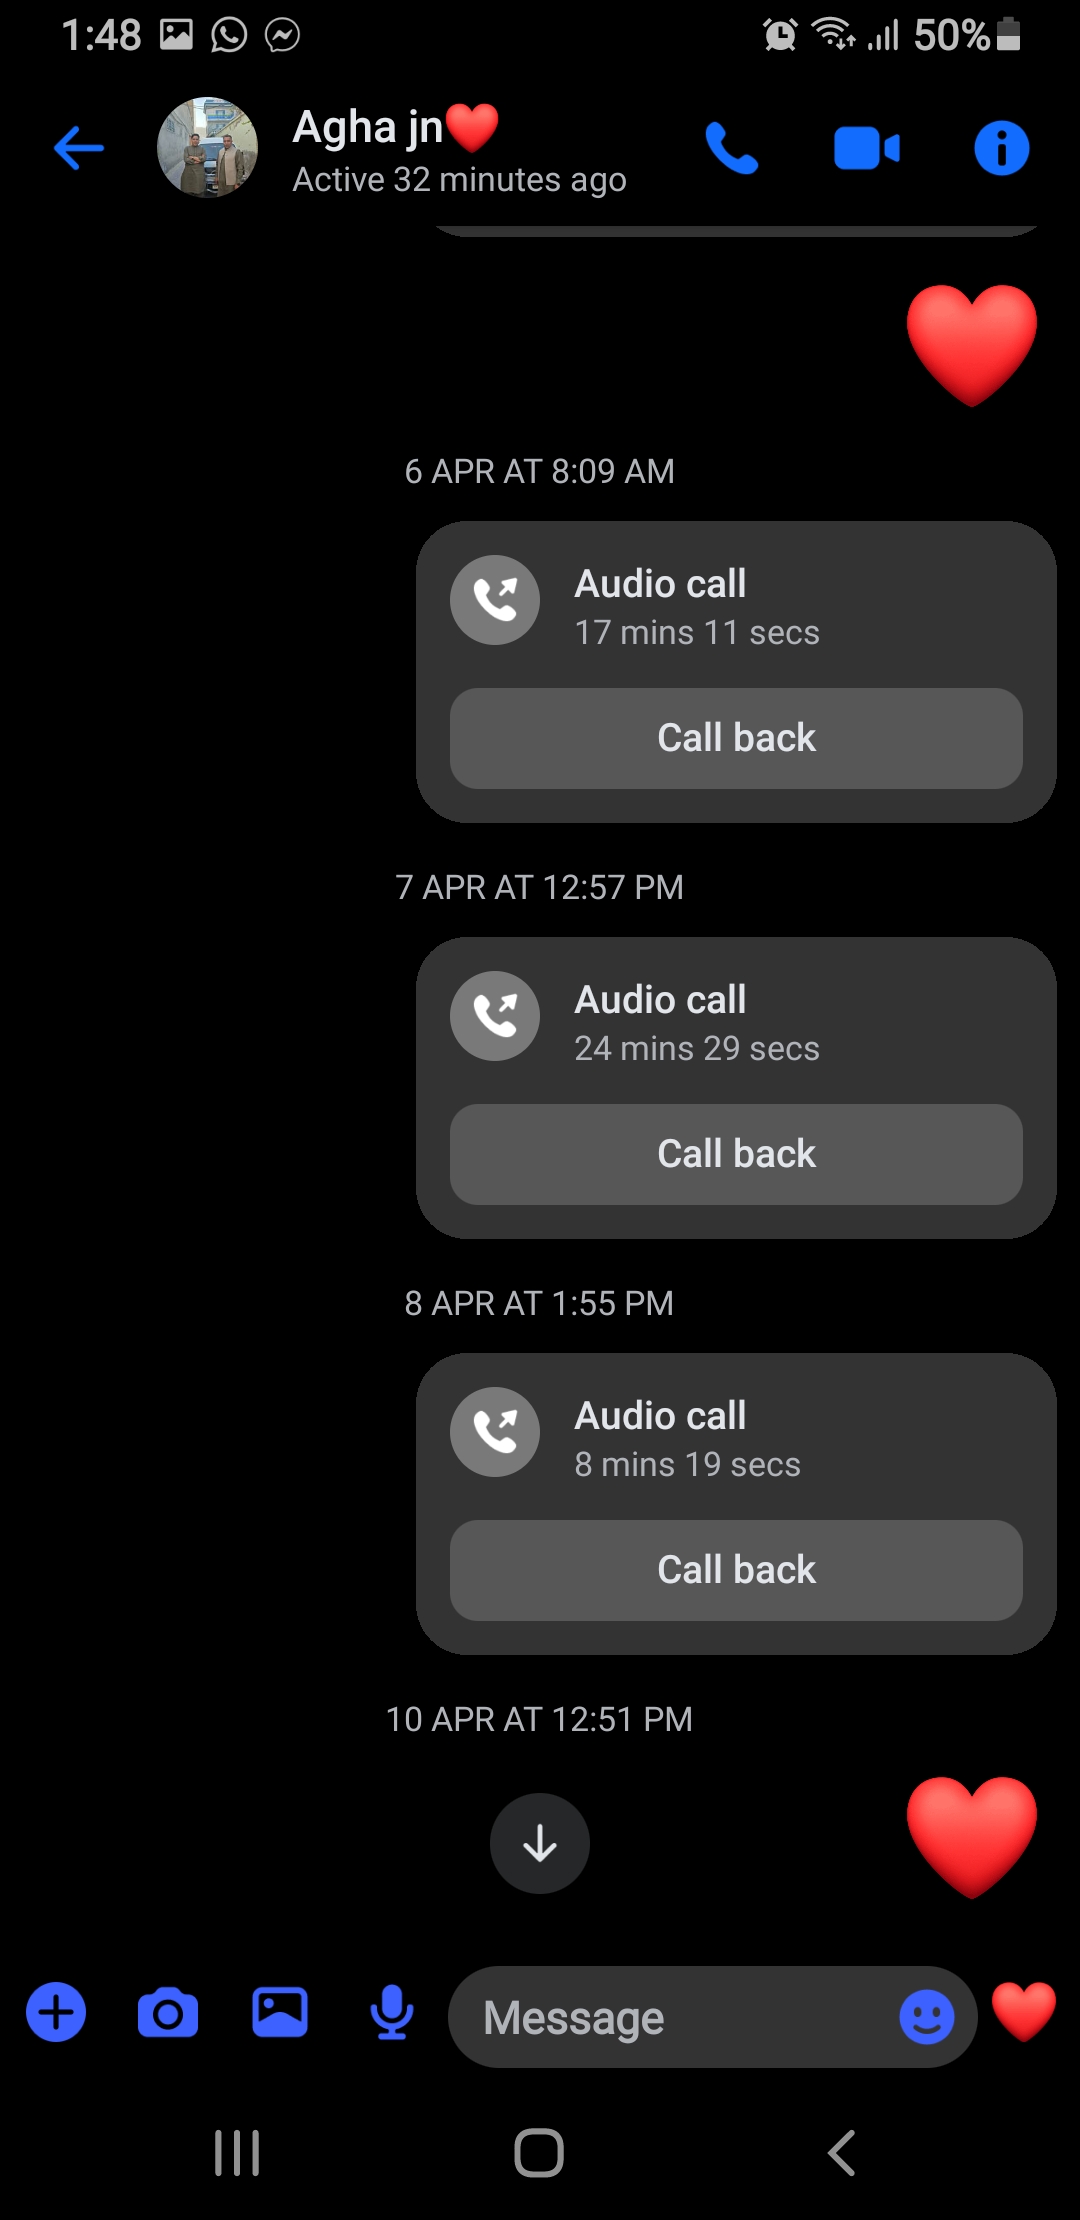 1:48 50%
Agha jn❤️
Active 32 minutes ago
6 APR AT 8:09 AM
Audio call
17 mins 11 secs
Call back
7 APR AT 12:57 PM
Audio call
24 mins 29 secs
Call back
8 APR AT 1:55 PM
Audio call
8 mins 19 secs
Call back
10 APR AT 12:51 PM
Message